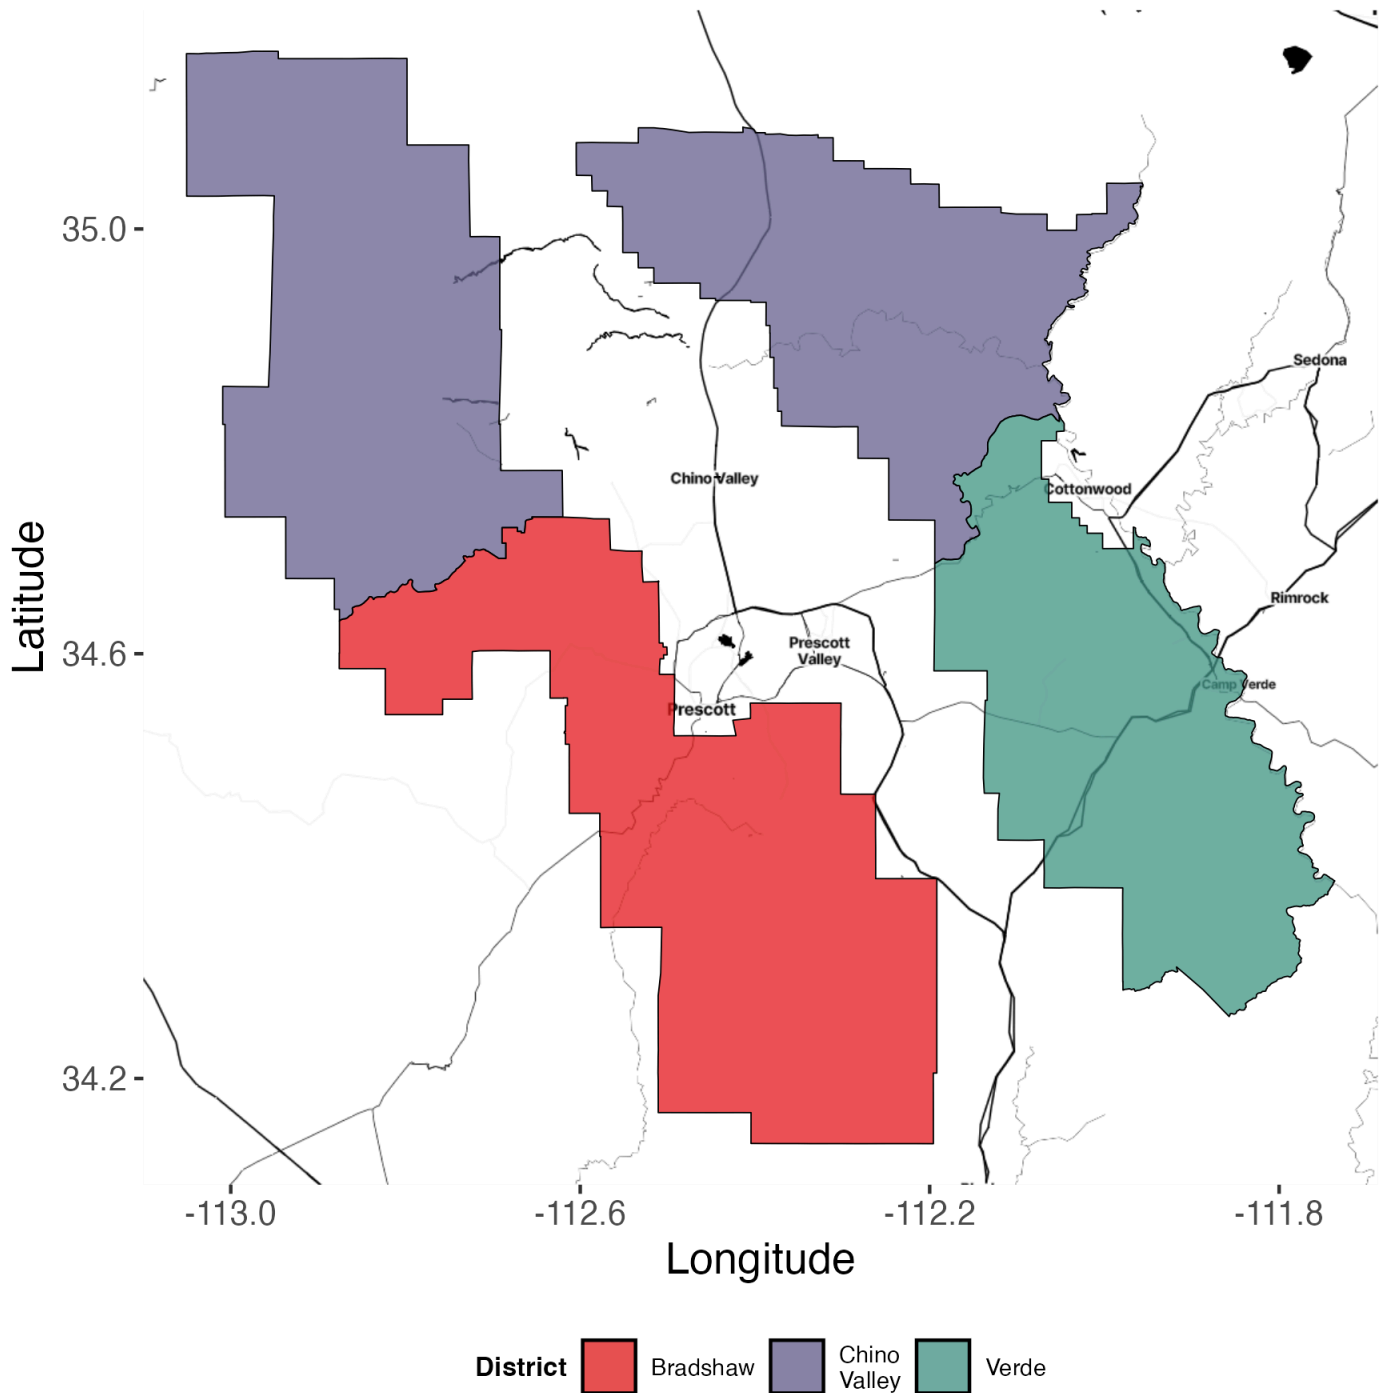 35.0
34.6
34.2
Latitude
Sedona
Chino Valley
Cottonwood
Rimrock
Prescott
Valley
Camp Verde
Prescott
-113.0
-112.6
-112.2
-111.8
Longitude
District
Bradshaw
Chino
Valley
Verde